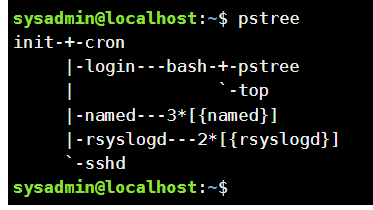 sysadmin@localhost:~$ pstree
init-+-cron
     |-login---bash-+-pstree
     |              `-top
     |-named---3*[{named}]
     |-rsyslogd---2*[{rsyslogd}]
     `-sshd
sysadmin@localhost:~$